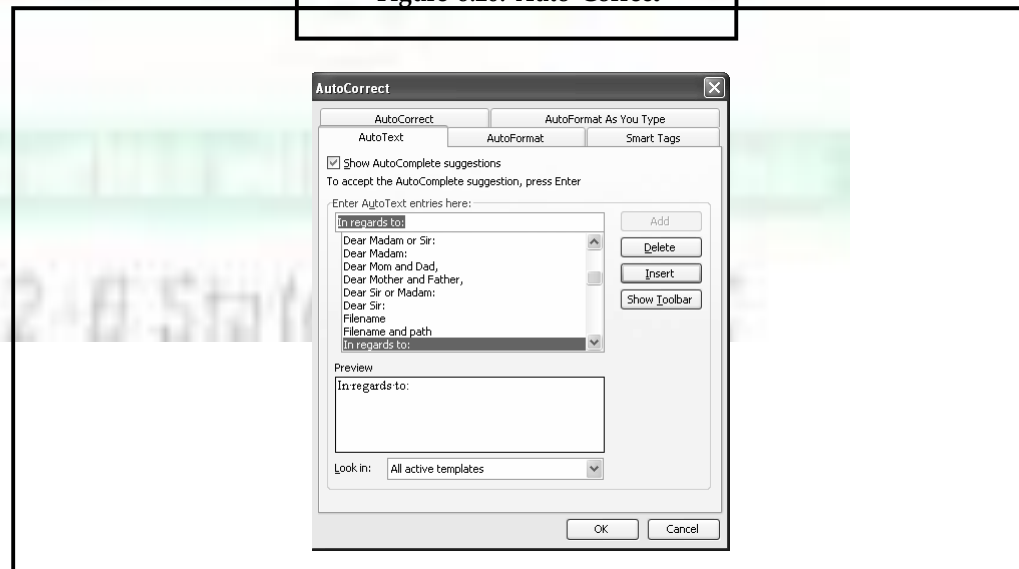 AutoCorrect
AutoCorrect AutoFormat As You Type
AutoText AutoFormat Smart Tags
Show AutoComplete suggestions
To accept the AutoComplete suggestion, press Enter
Enter AutoText entries here:
In regards to: Add
Dear Madam or Sir:
Dear Madam: Delete
Dear Mom and Dad,
Dear Mother and Father, Insert
Dear Sir or Madam:
Dear Sir: Show Toolbar
Filename
Filename and path
In regards to:
Preview
In·regards·to:
Look in: All active templates
OK Cancel